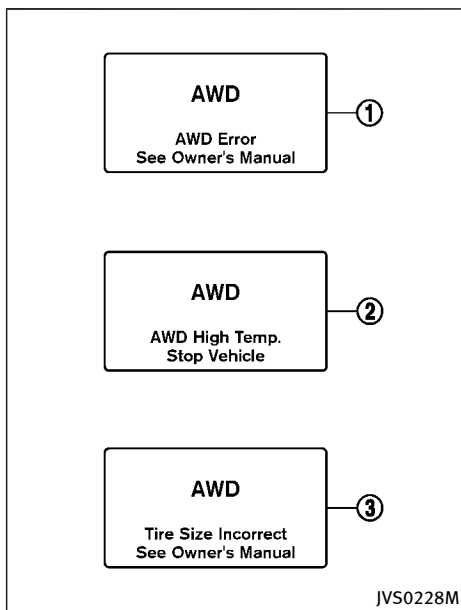 AWD
AWD Error
See Owner's Manual
1
AWD
AWD High Temp.
Stop Vehicle
2
AWD
Tire Size Incorrect
See Owner's Manual
3
JVS0228M